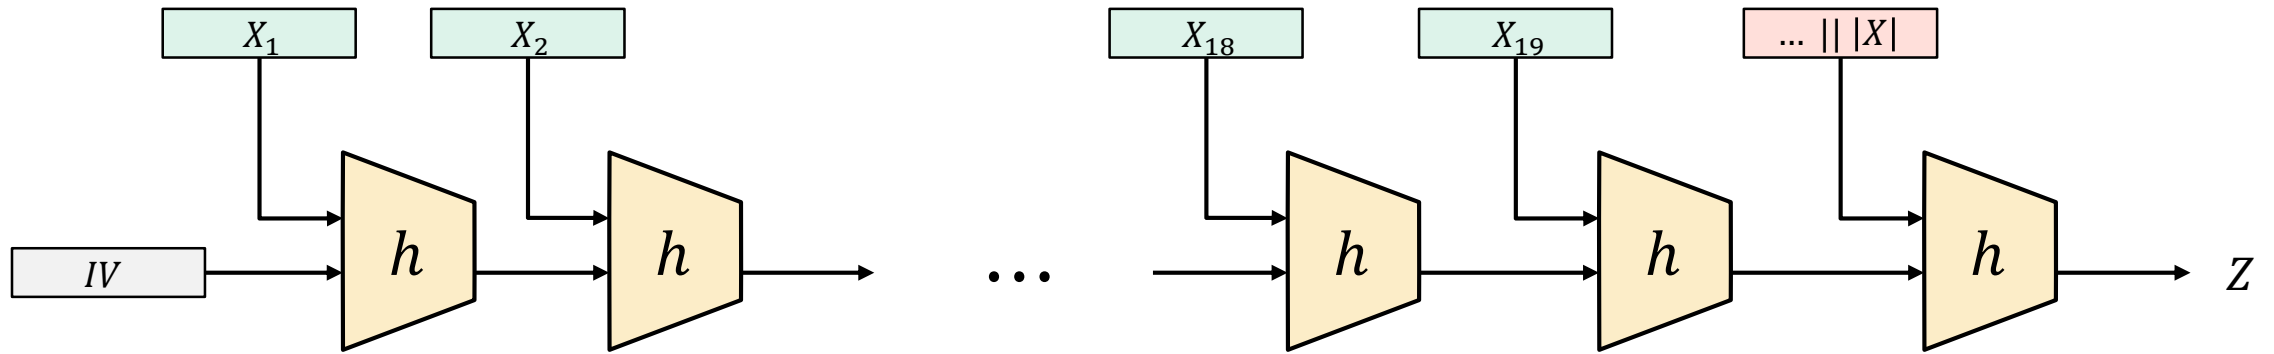 X₁ X₂ X₁₈ X₁₉ ... || |X|
IV h h ... h h h Z